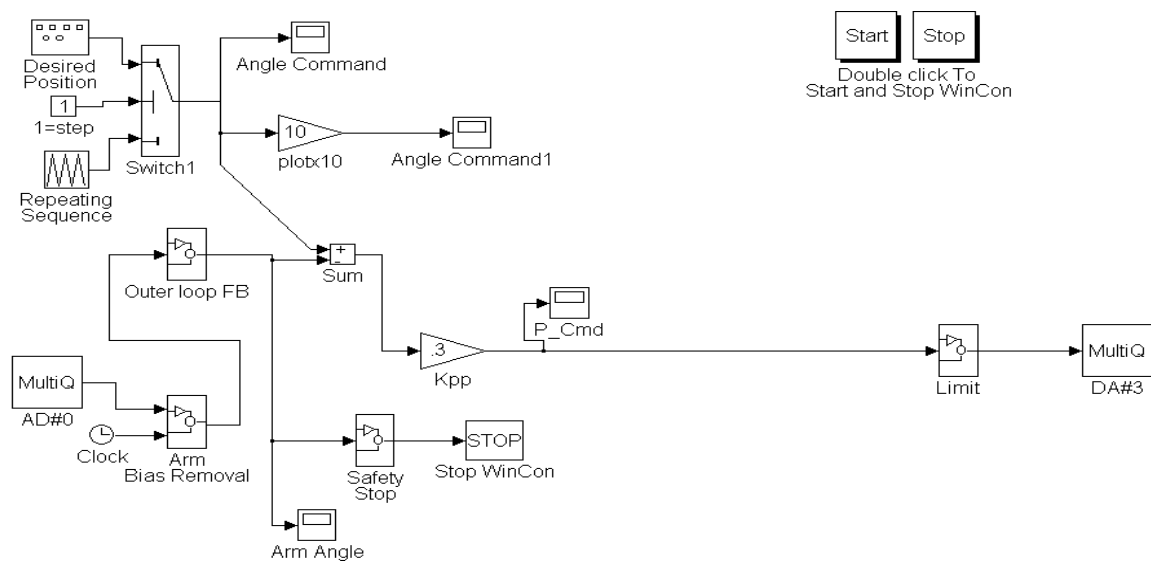 Desired
Position
1
1=step
Repeating
Sequence
Switch1
Angle Command
10
plotx10
Angle Command1
Start
Stop
Double click To
Start and Stop WinCon
Outer loop FB
+
-
Sum
.3
Kpp
P_Cmd
Limit
MultiQ
DA#3
MultiQ
AD#0
Clock
Arm
Bias Removal
Safety
Stop
STOP
Stop WinCon
Arm Angle